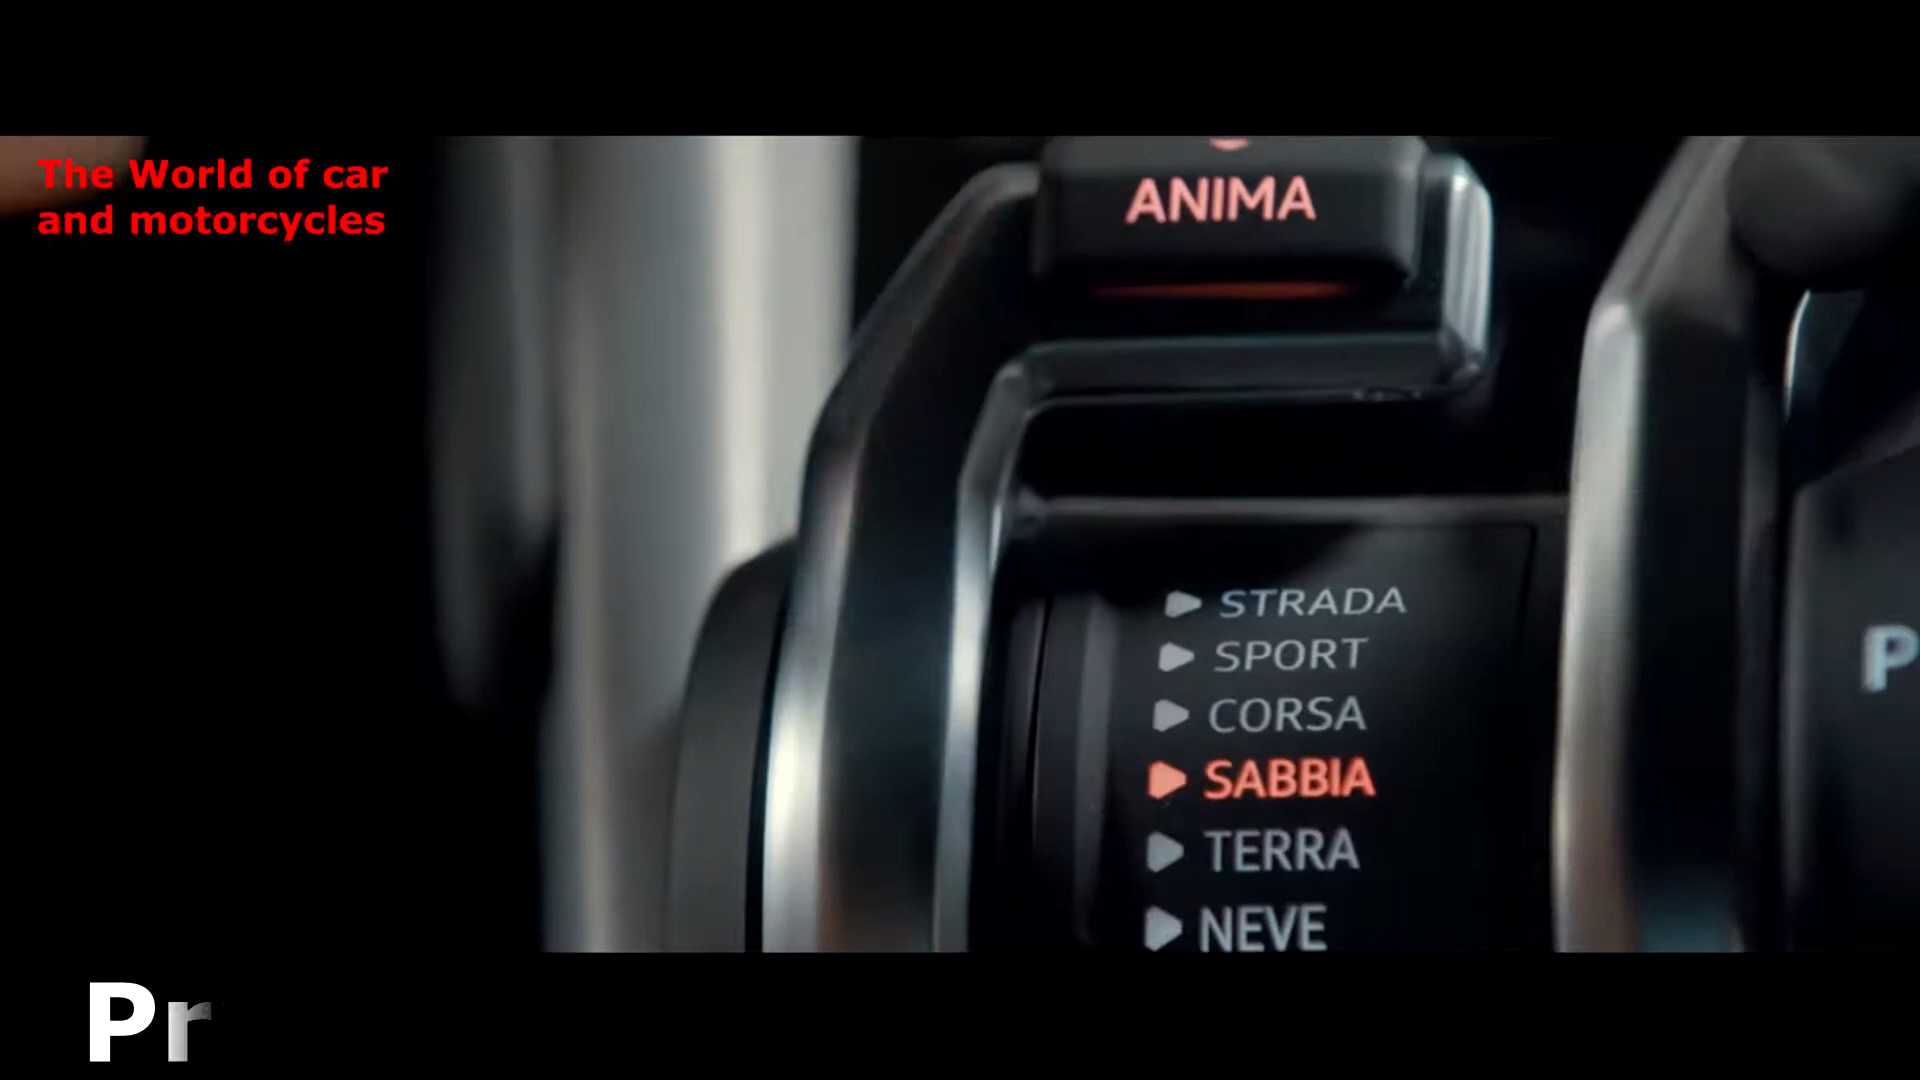 The World of car
and motorcycles
ANIMA
STRADA
SPORT
CORSA
SABBIA
TERRA
NEVE
P
Pr